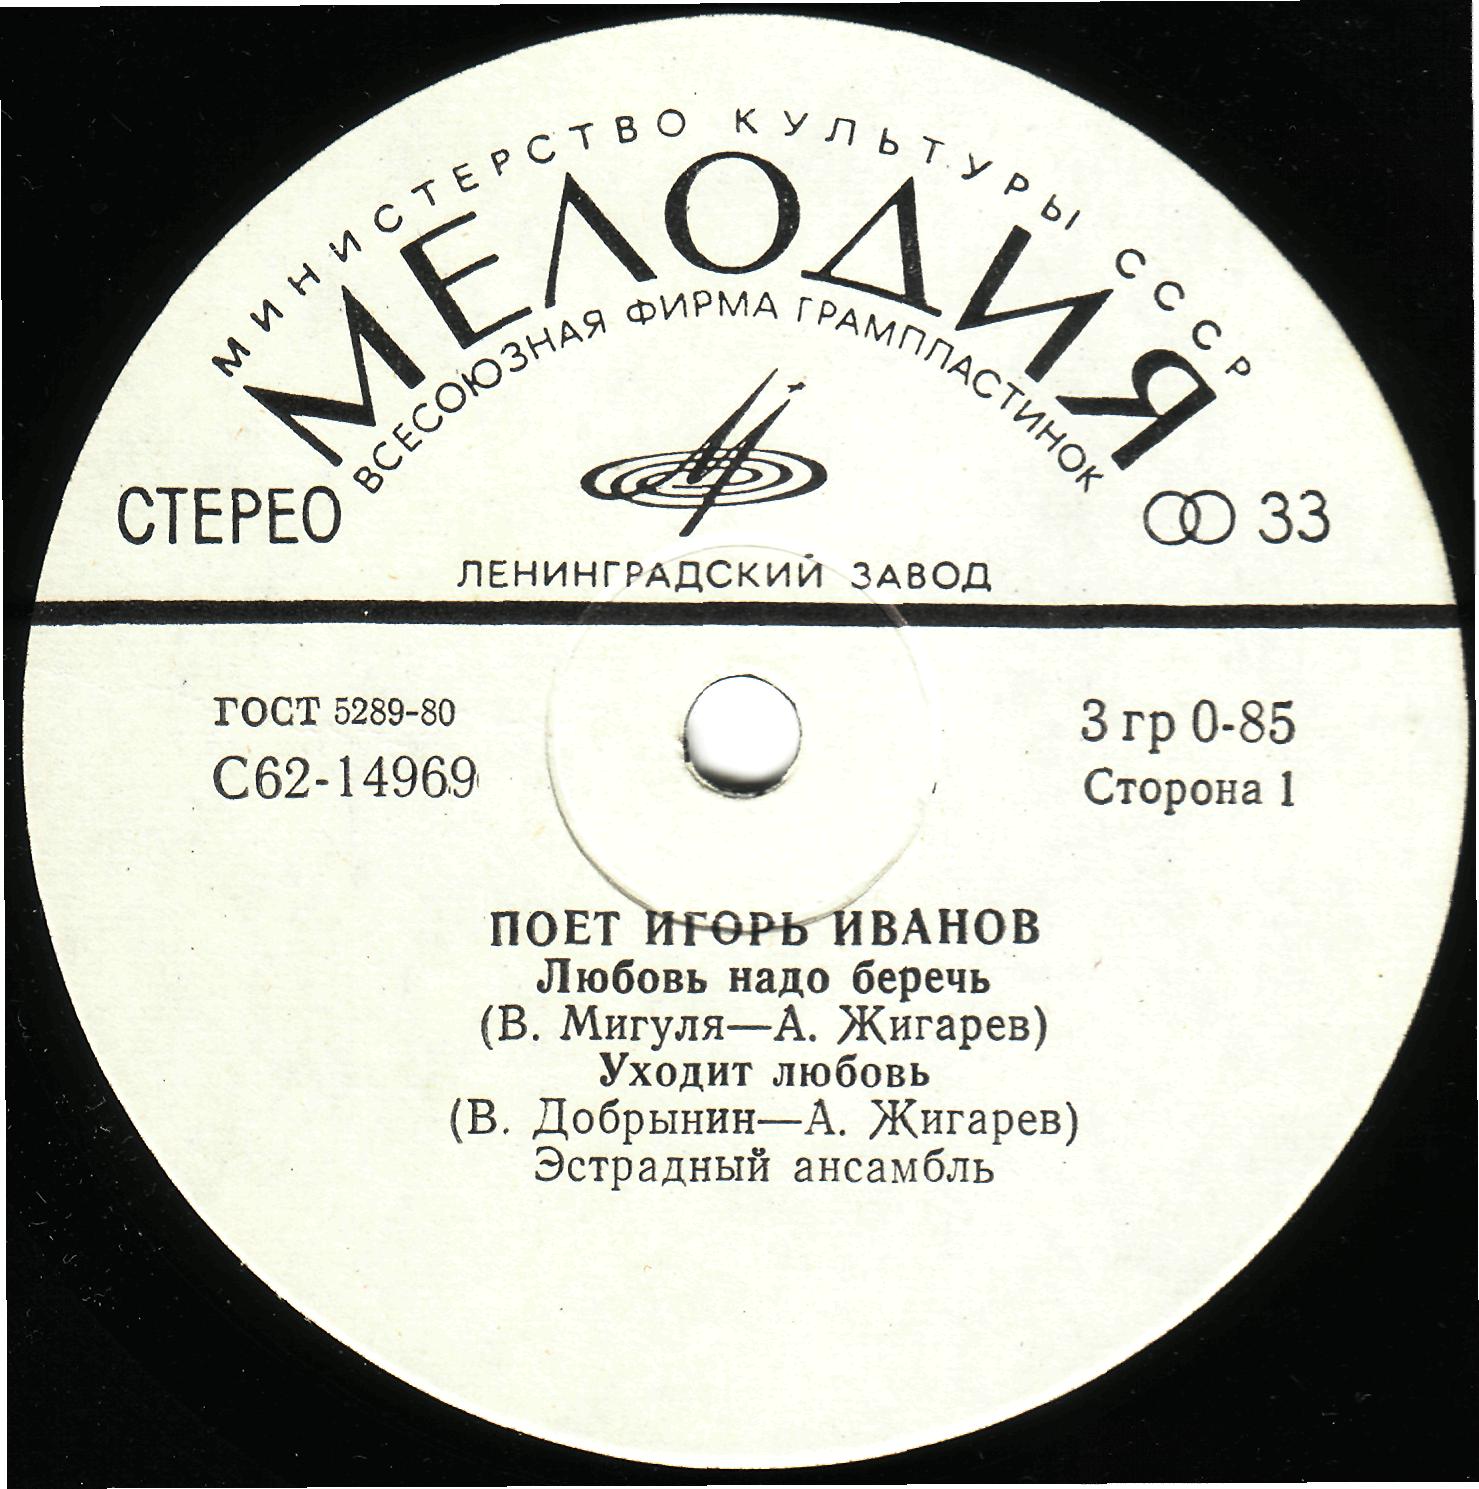 МИНИСТЕРСТВО КУЛЬТУРЫ СССР
МЕЛОДИЯ
ВСЕСОЮЗНАЯ ФИРМА ГРАМПЛАСТИНОК
СТЕРЕО
33
ЛЕНИНГРАДСКИЙ ЗАВОД
ГОСТ 5289-80
3 гр 0-85
С62-14969
Сторона 1
ПОЕТ ИГОРЬ ИВАНОВ
Любовь надо беречь
(В. Мигуля—А. Жигарев)
Уходит любовь
(В. Добрынин—А. Жигарев)
Эстрадный ансамбль